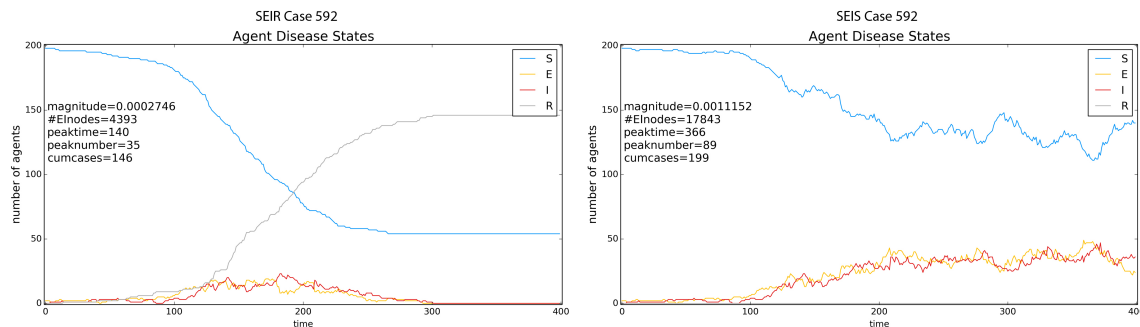 SEIR Case 592
Agent Disease States
200
150
100
50
0
number of agents
magnitude=0.0002746
#EInodes=4393
peaktime=140
peaknumber=35
cumcases=146
S
E
I
R
0
100
200
300
400
time
SEIS Case 592
Agent Disease States
200
150
100
50
0
number of agents
magnitude=0.0011152
#EInodes=17843
peaktime=366
peaknumber=89
cumcases=199
S
E
I
R
0
100
200
300
40
time